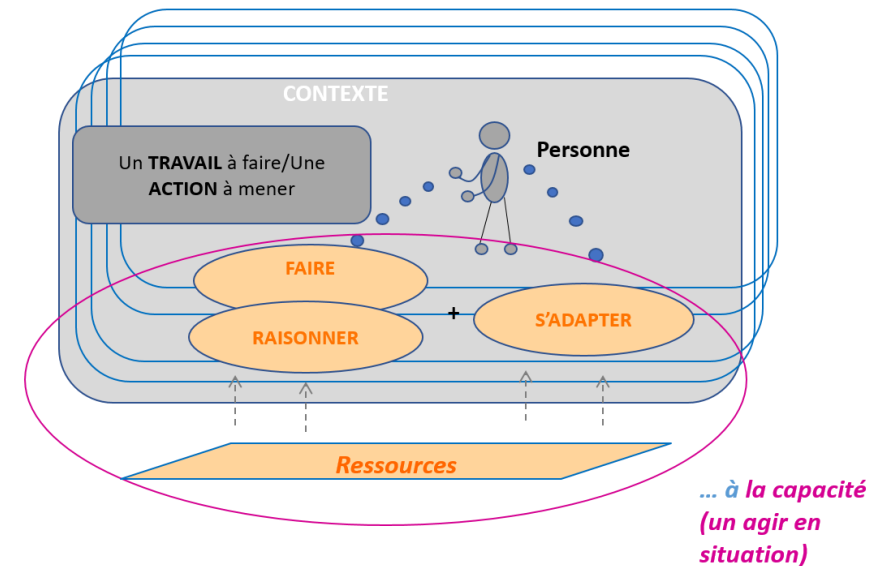 CONTEXTE
Un TRAVAIL à faire/Une
ACTION à mener
Personne
FAIRE
RAISONNER
+
S’ADAPTER
Ressources
… à la capacité
(un agir en
situation)